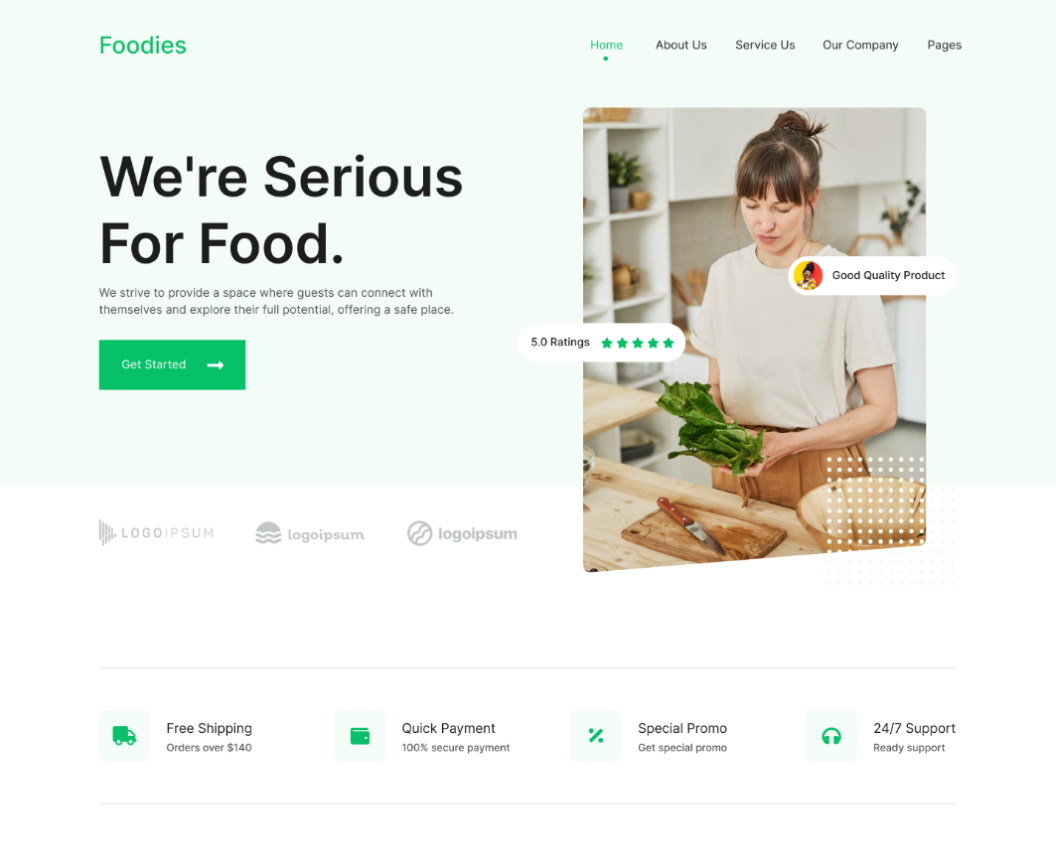 Foodies
Home
About Us
Service Us
Our Company
Pages
We're Serious
For Food.
We strive to provide a space where guests can connect with
themselves and explore their full potential, offering a safe place.
Get Started
Good Quality Product
5.0 Ratings
LOGOIPSUM
logoipsum
logoipsum
Free Shipping
Orders over $140
Quick Payment
100% secure payment
Special Promo
Get special promo
24/7 Support
Ready support